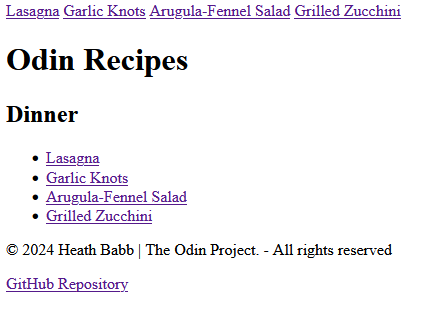 Lasagna Garlic Knots Arugula-Fennel Salad Grilled Zucchini
Odin Recipes
Dinner
Lasagna
Garlic Knots
Arugula-Fennel Salad
Grilled Zucchini
© 2024 Heath Babb | The Odin Project. - All rights reserved
GitHub Repository